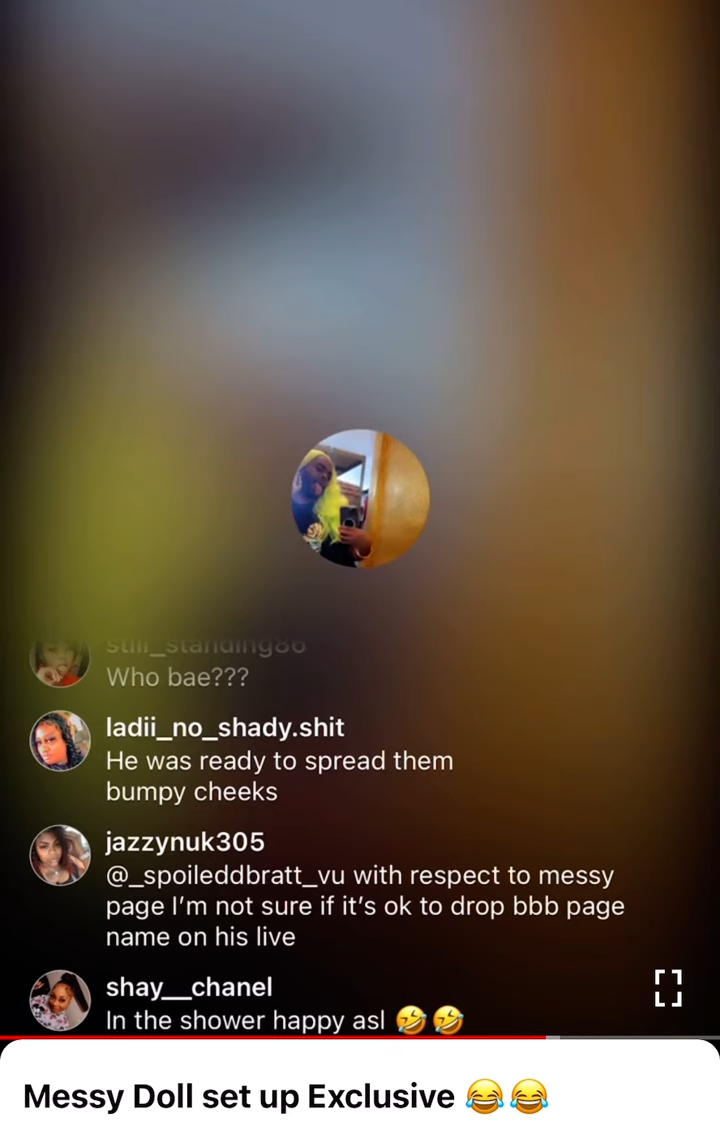 still_standing86
Who bae???
ladii_no_shady.shit
He was ready to spread them
bumpy cheeks
jazzynuk305
@_spoileddbratt_vu with respect to messy
page I’m not sure if it’s ok to drop bbb page
name on his live
shay__chanel
In the shower happy asl 🤣🤣
Messy Doll set up Exclusive 😂😂